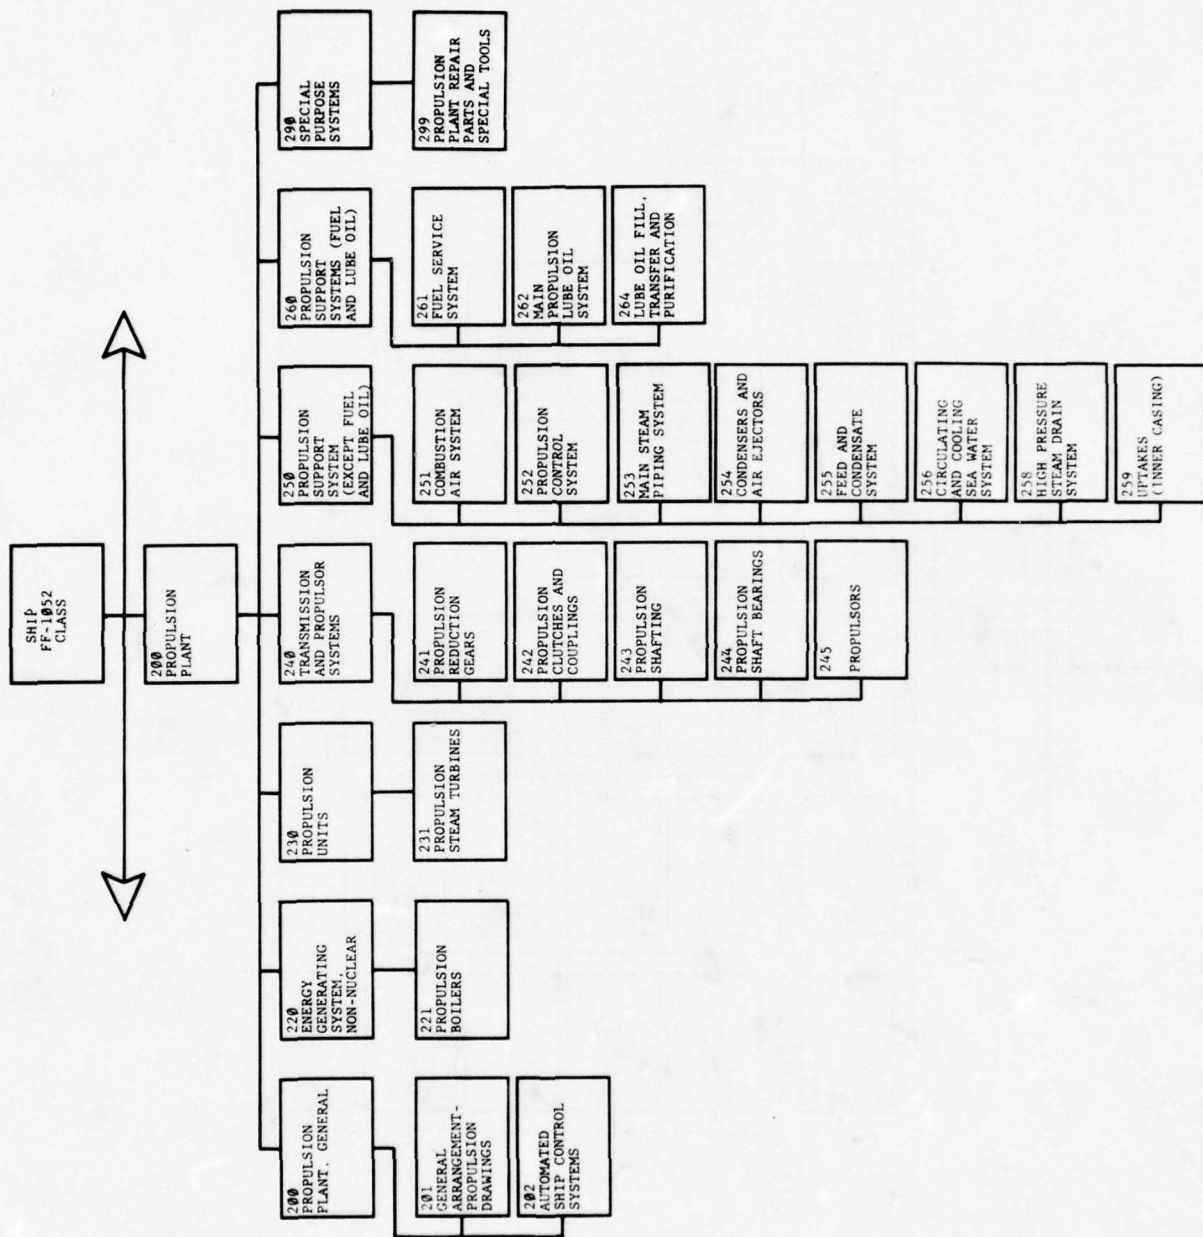 SHIP
FF-1052
CLASS
200
PROPULSION
PLANT
200
PROPULSION
PLANT, GENERAL
201
GENERAL
ARRANGEMENT-
PROPULSION
DRAWINGS
202
AUTOMATED
SHIP CONTROL
SYSTEMS
220
ENERGY
GENERATING
SYSTEM,
NON-NUCLEAR
221
PROPULSION
BOILERS
230
PROPULSION
UNITS
231
PROPULSION
STEAM TURBINES
240
TRANSMISSION
AND PROPULSOR
SYSTEMS
241
PROPULSION
REDUCTION
GEARS
242
PROPULSION
CLUTCHES AND
COUPLINGS
243
PROPULSION
SHAFTING
244
PROPULSION
SHAFT BEARINGS
245
PROPULSORS
250
PROPULSION
SUPPORT
SYSTEM
(EXCEPT FUEL
AND LUBE OIL)
251
COMBUSTION
AIR SYSTEM
252
PROPULSION
CONTROL
SYSTEM
253
MAIN STEAM
PIPING SYSTEM
254
CONDENSERS AND
AIR EJECTORS
255
FEED AND
CONDENSATE
SYSTEM
256
CIRCULATING
AND COOLING
SEA WATER
SYSTEM
258
HIGH PRESSURE
STEAM DRAIN
SYSTEM
259
UPTAKES
(INNER CASING)
260
PROPULSION
SUPPORT
SYSTEMS (FUEL
AND LUBE OIL)
261
FUEL SERVICE
SYSTEM
262
MAIN
PROPULSION
LUBE OIL
SYSTEM
264
LUBE OIL FILL,
TRANSFER AND
PURIFICATION
290
SPECIAL
PURPOSE
SYSTEMS
299
PROPULSION
PLANT REPAIR
PARTS AND
SPECIAL TOOLS